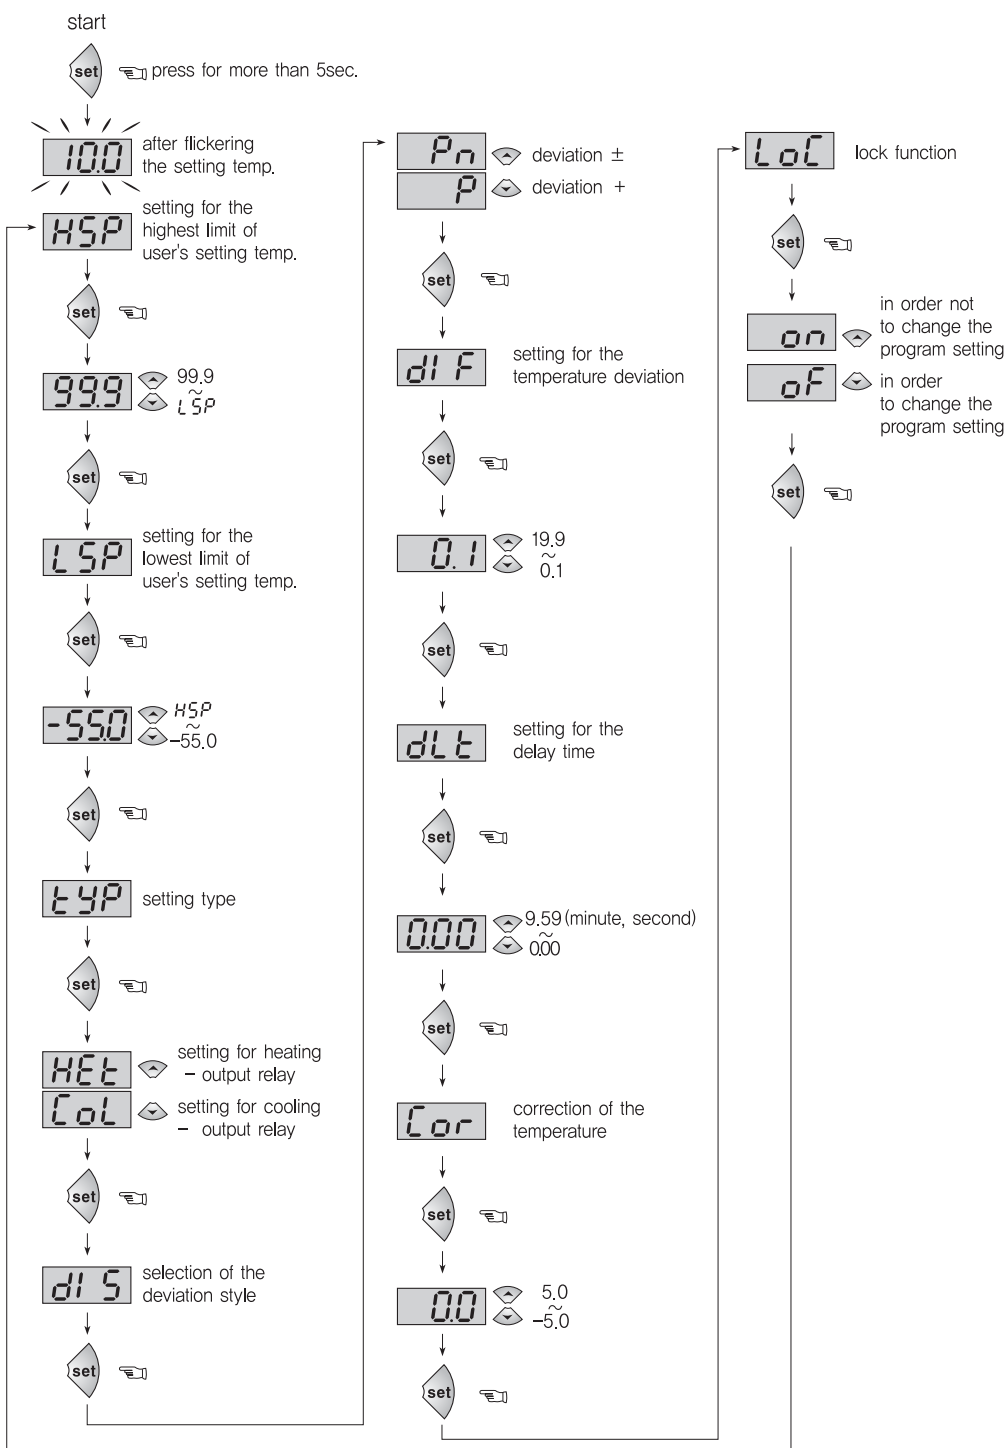 start
set
press for more than 5sec.
10.0
after flickering
the setting temp.
HSP
setting for the
highest limit of
user's setting temp.
set
99.9
99.9
~
LSP
set
LSP
setting for the
lowest limit of
user's setting temp.
set
-55.0
HSP
~
-55.0
set
tYP
setting type
set
HEt
setting for heating
– output relay
CoL
setting for cooling
– output relay
set
dIS
selection of the
deviation style
set
Pn
deviation ±
P
deviation +
set
dIF
setting for the
temperature deviation
set
0.1
19.9
~
0.1
set
dLt
setting for the
delay time
set
0.00
9.59 (minute, second)
~
0.00
set
Cor
correction of the
temperature
set
0.0
5.0
~
-5.0
set
LoC
lock function
set
on
in order not
to change the
program setting
oF
in order
to change the
program setting
set